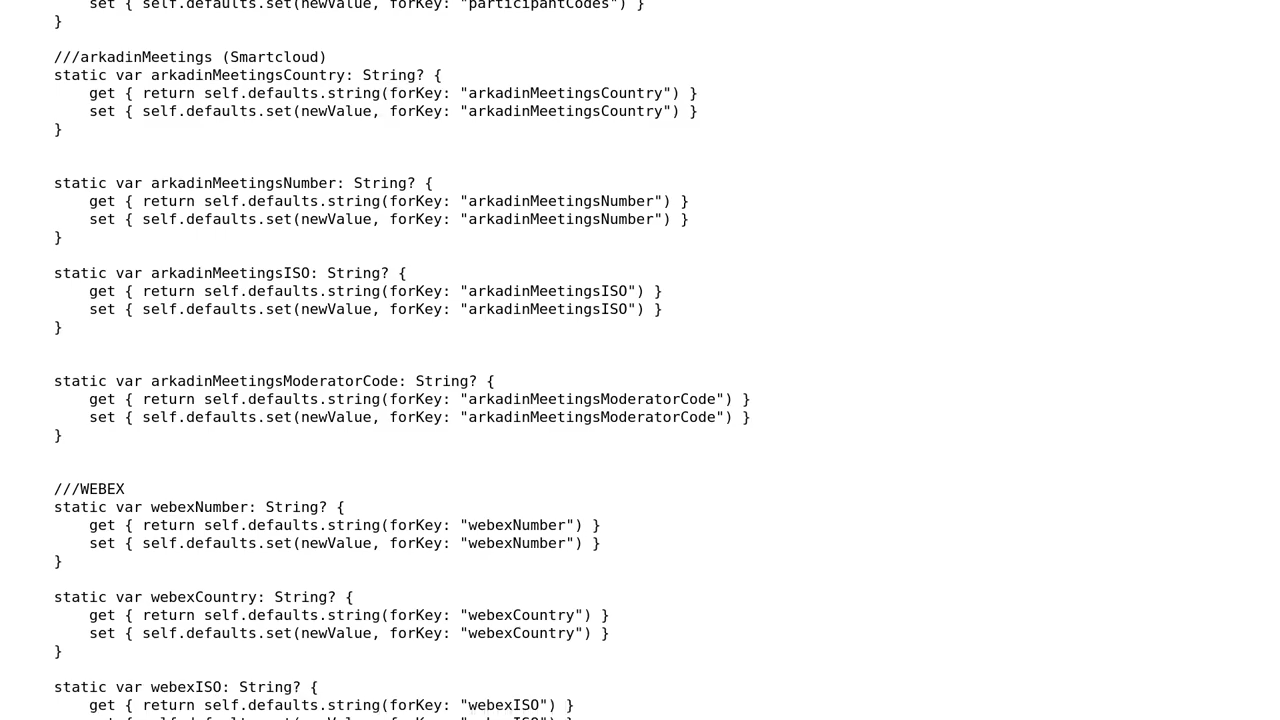 set { self.defaults.set(newValue, forKey: "participantCodes") }
}
///arkadinMeetings (Smartcloud)
static var arkadinMeetingsCountry: String? {
get { return self.defaults.string(forKey: "arkadinMeetingsCountry") }
set { self.defaults.set(newValue, forKey: "arkadinMeetingsCountry") }
}
static var arkadinMeetingsNumber: String? {
get { return self.defaults.string(forKey: "arkadinMeetingsNumber") }
set { self.defaults.set(newValue, forKey: "arkadinMeetingsNumber") }
}
static var arkadinMeetingsISO: String? {
get { return self.defaults.string(forKey: "arkadinMeetingsISO") }
set { self.defaults.set(newValue, forKey: "arkadinMeetingsISO") }
}
static var arkadinMeetingsModeratorCode: String? {
get { return self.defaults.string(forKey: "arkadinMeetingsModeratorCode") }
set { self.defaults.set(newValue, forKey: "arkadinMeetingsModeratorCode") }
}
///WEBEX
static var webexNumber: String? {
get { return self.defaults.string(forKey: "webexNumber") }
set { self.defaults.set(newValue, forKey: "webexNumber") }
}
static var webexCountry: String? {
get { return self.defaults.string(forKey: "webexCountry") }
set { self.defaults.set(newValue, forKey: "webexCountry") }
}
static var webexISO: String? {
get { return self.defaults.string(forKey: "webexISO") }